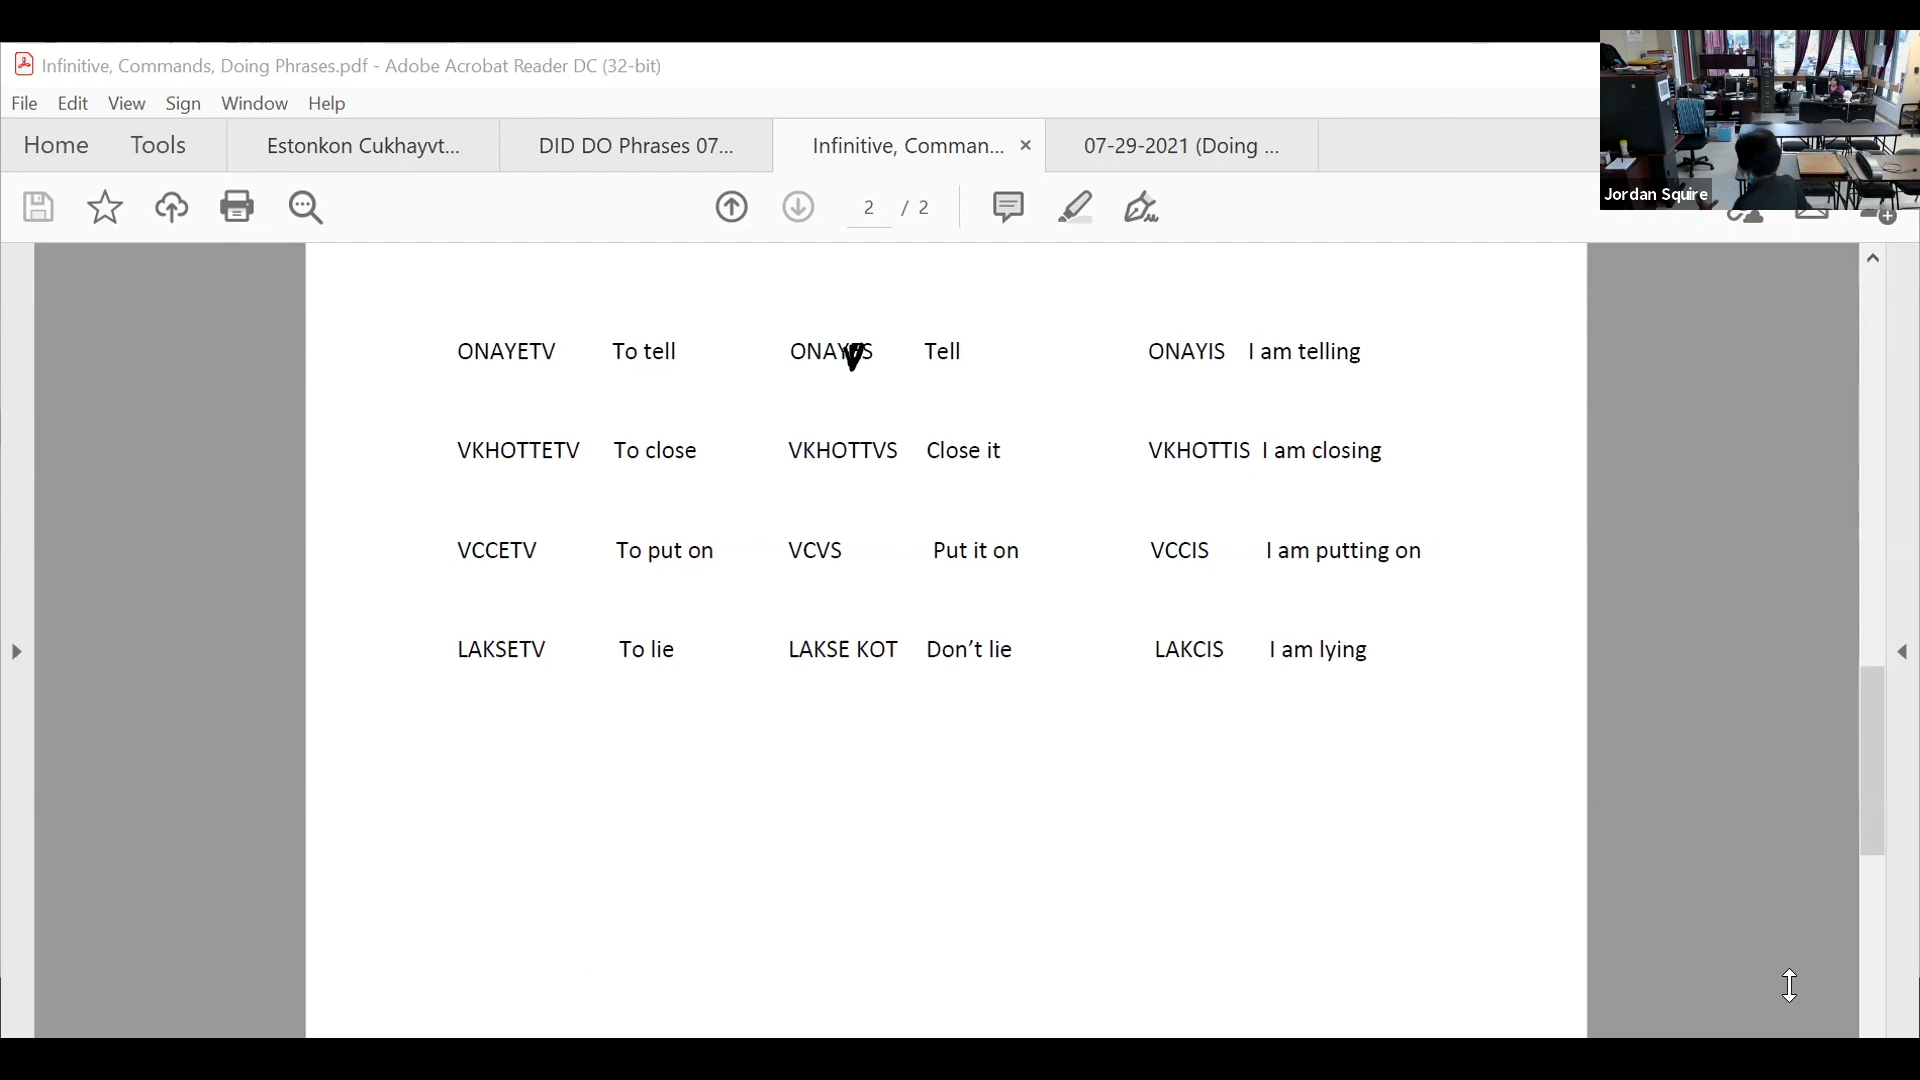 Infinitive, Commands, Doing Phrases.pdf - Adobe Acrobat Reader DC (32-bit)
File Edit View Sign Window Help
Home Tools Estonkon Cukhayvt... DID DO Phrases 07... Infinitive, Comman... × 07-29-2021 (Doing ...
2 / 2
Jordan Squire
ONAYETV To tell ONAYVS Tell ONAYIS I am telling
VKHOTTETV To close VKHOTTVS Close it VKHOTTIS I am closing
VCCETV To put on VCVS Put it on VCCIS I am putting on
LAKSETV To lie LAKSE KOT Don’t lie LAKCIS I am lying